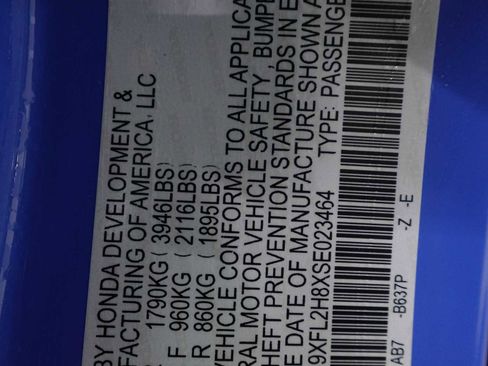 BY HONDA DEVELOPMENT &
FACTURING OF AMERICA, LLC
1790KG (3946LBS)
F 960KG (2116LBS)
R 860KG (1895LBS)
VEHICLE CONFORMS TO ALL APPLICA
RAL MOTOR VEHICLE SAFETY, BUMPE
HEFT PREVENTION STANDARDS IN E
E DATE OF MANUFACTURE SHOWN A
9XFL2H8XSE023464 TYPE: PASSENGE
AB7 -B637P -Z -E